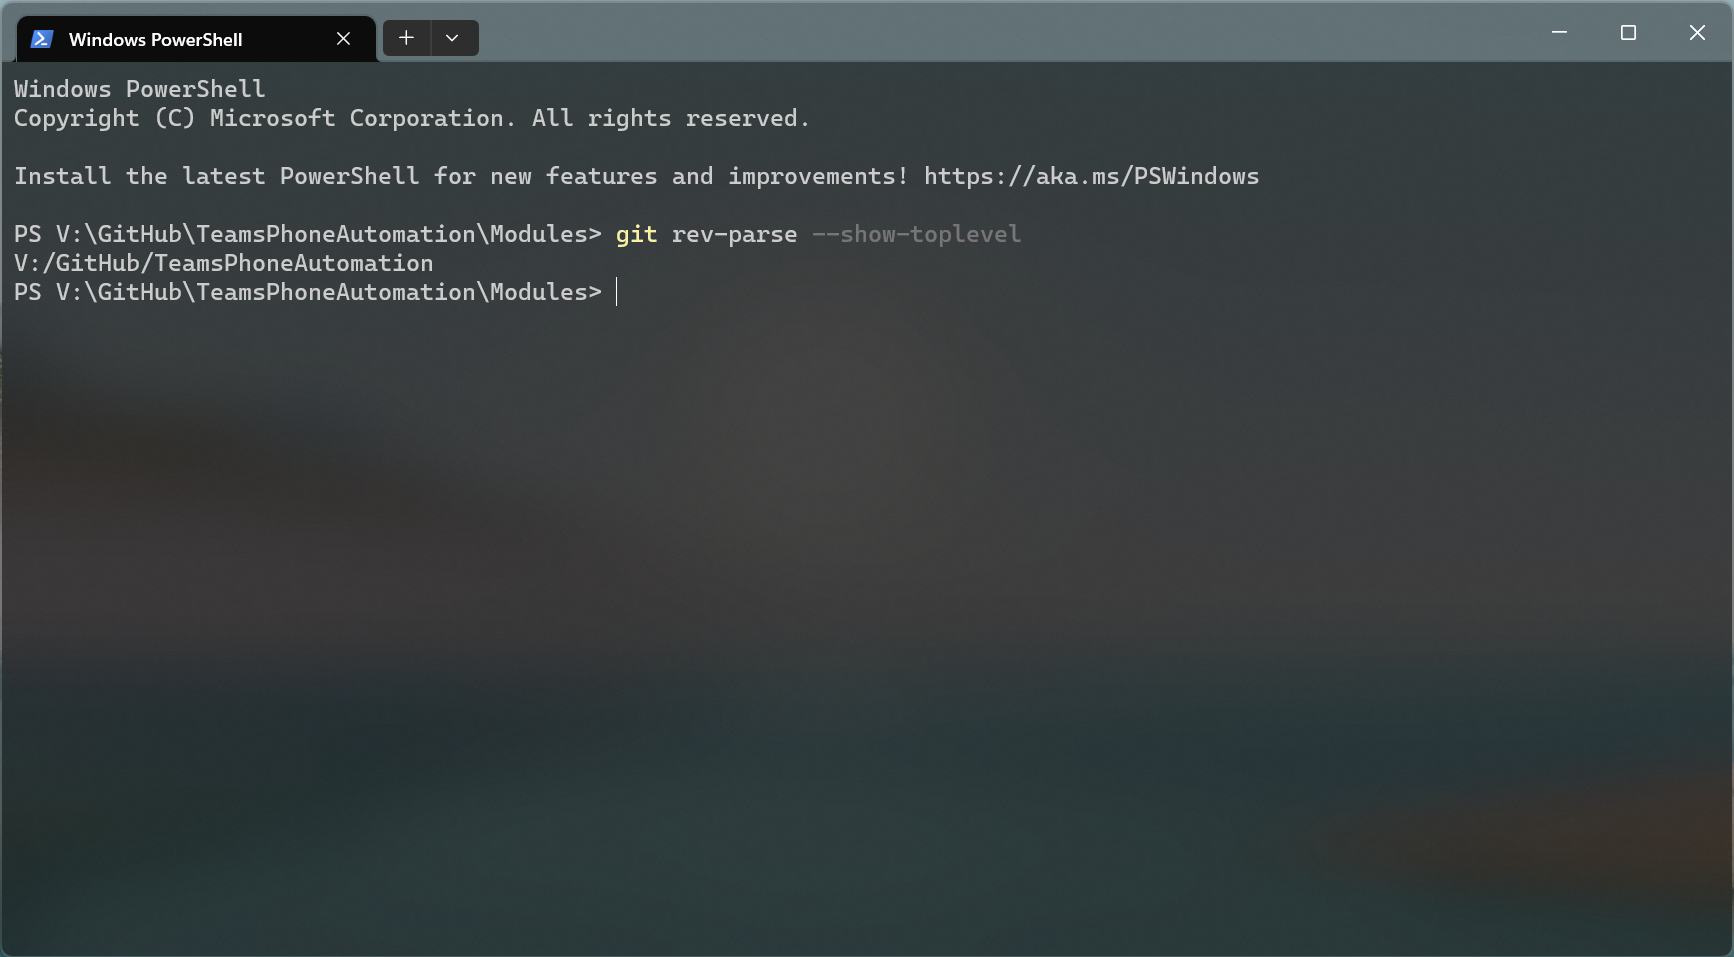 Windows PowerShell
Windows PowerShell
Copyright (C) Microsoft Corporation. All rights reserved.
Install the latest PowerShell for new features and improvements! https://aka.ms/PSWindows
PS V:\GitHub\TeamsPhoneAutomation\Modules> git rev-parse --show-toplevel
V:/GitHub/TeamsPhoneAutomation
PS V:\GitHub\TeamsPhoneAutomation\Modules>